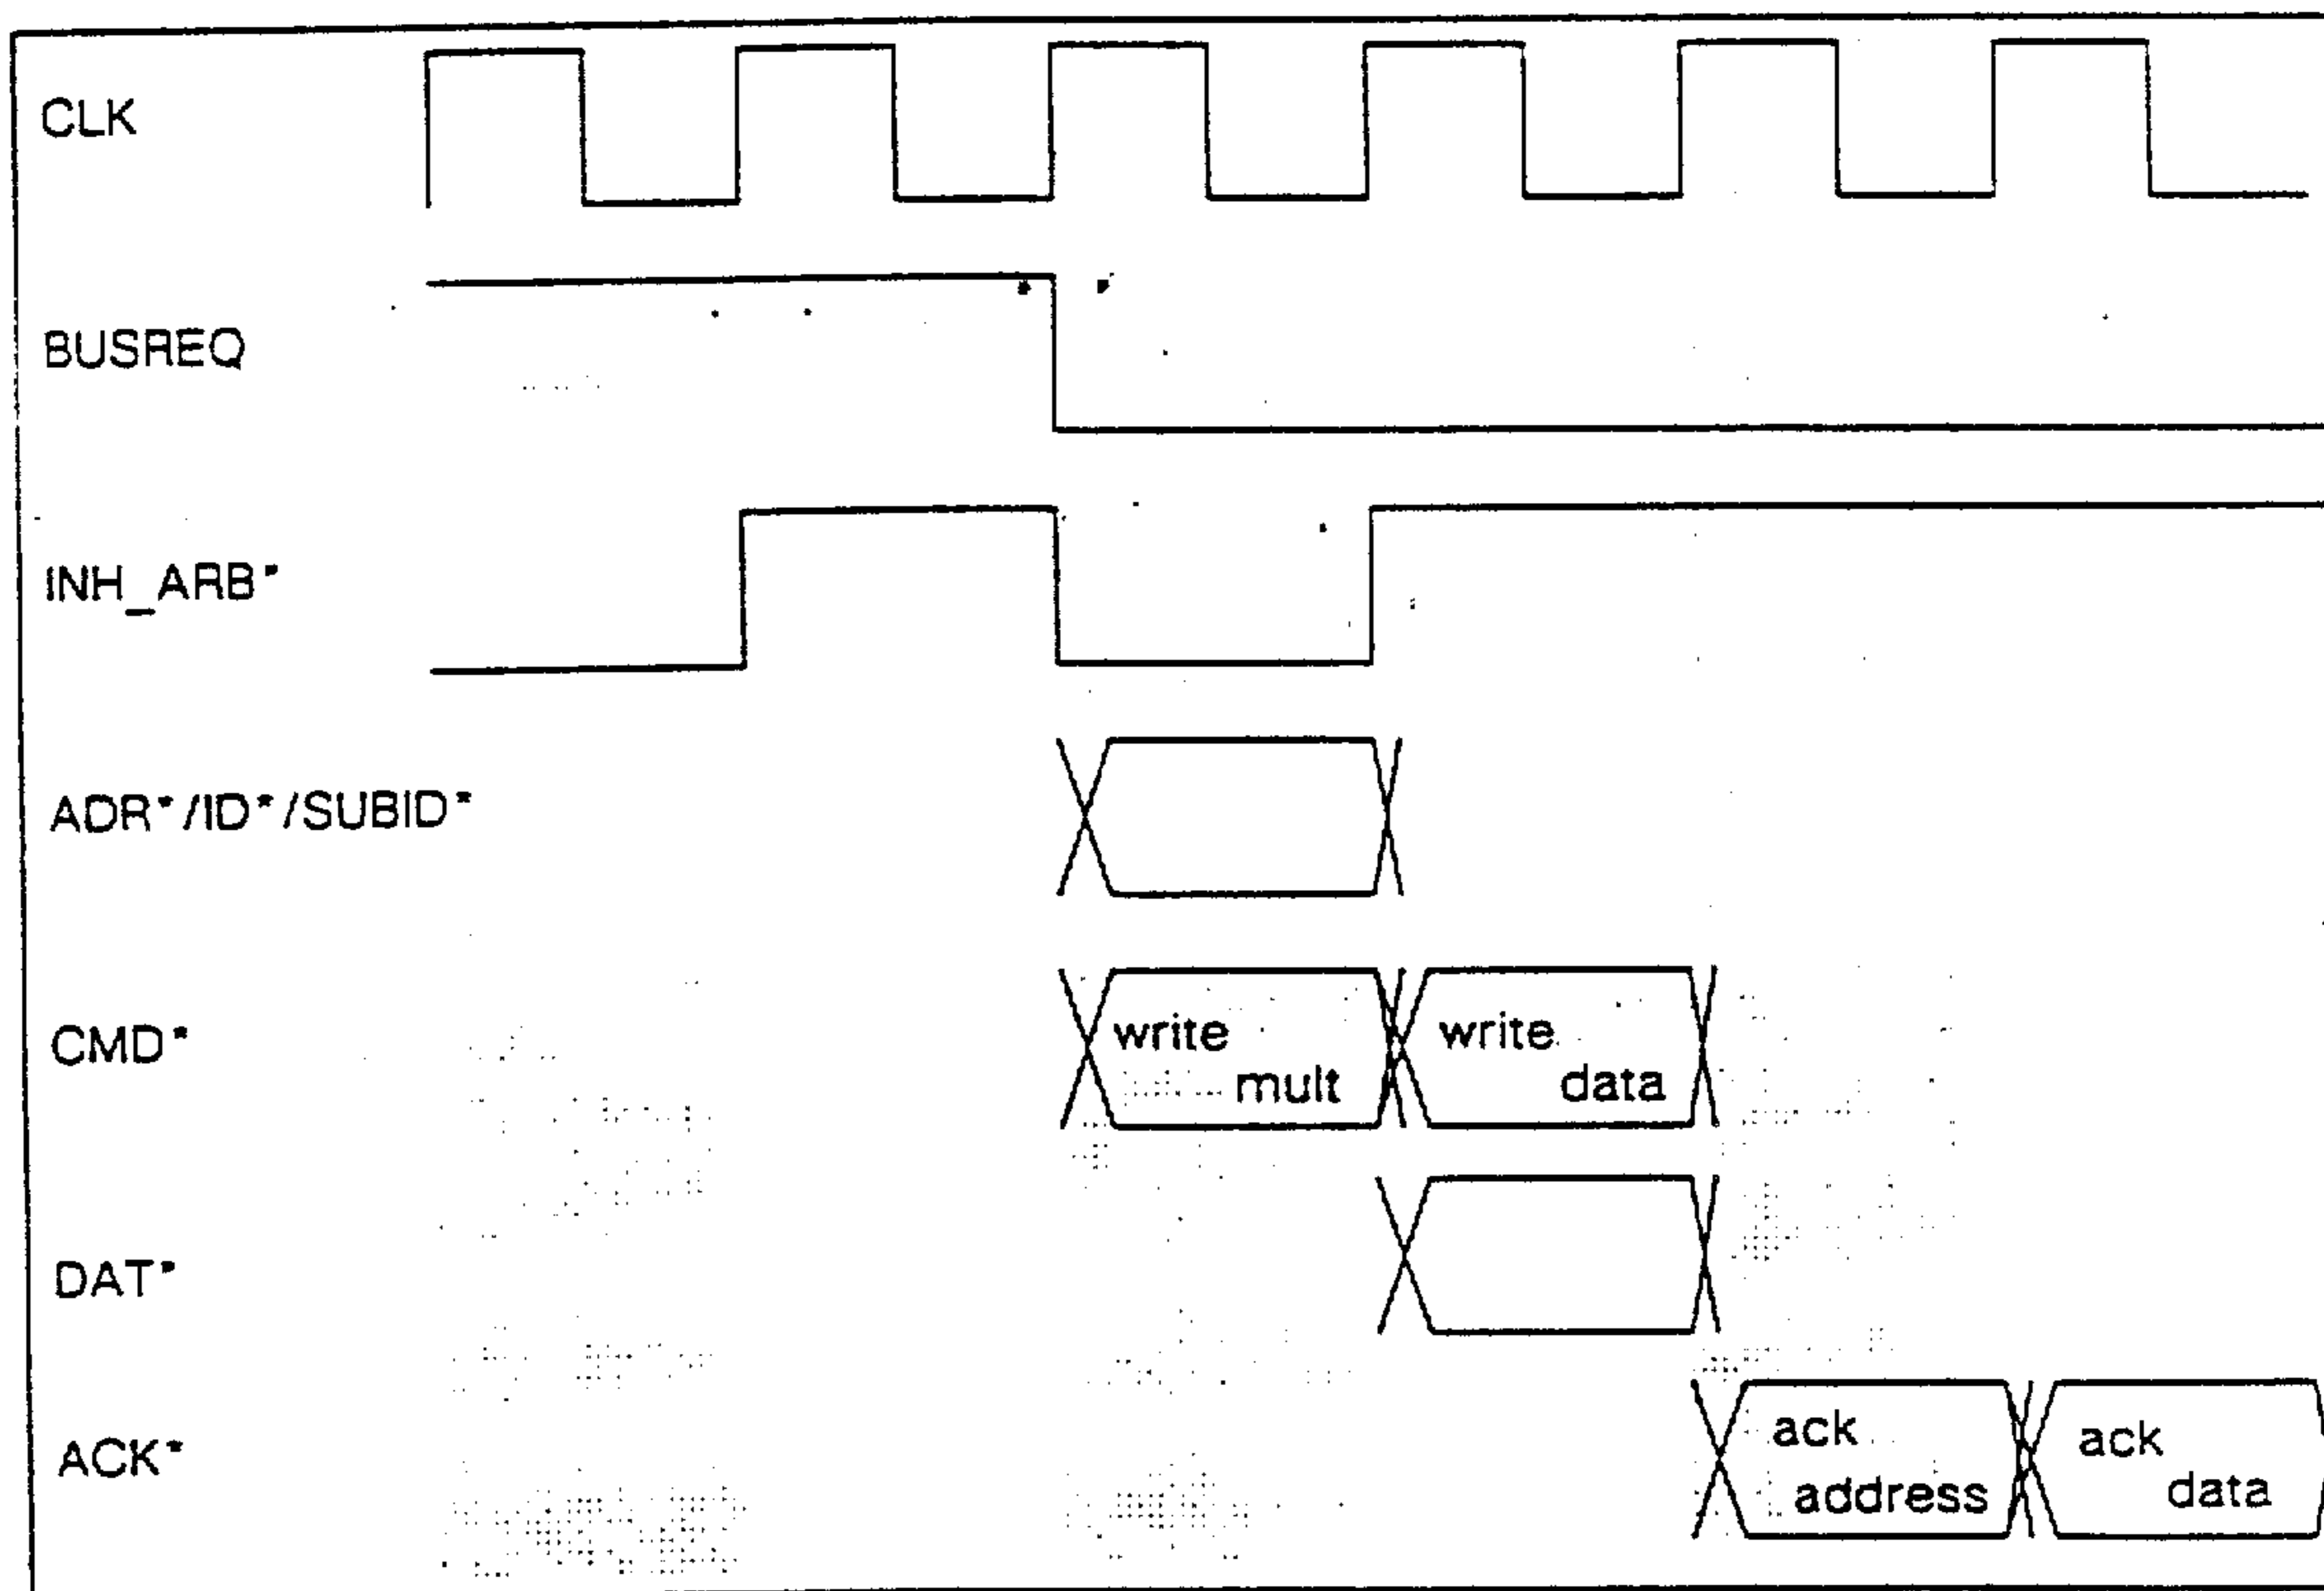 CLK
BUSREQ
INH_ARB*
ADR*/ID*/SUBID*
CMD*
write
mult
write
data
DAT*
ACK*
ack
address
ack
data